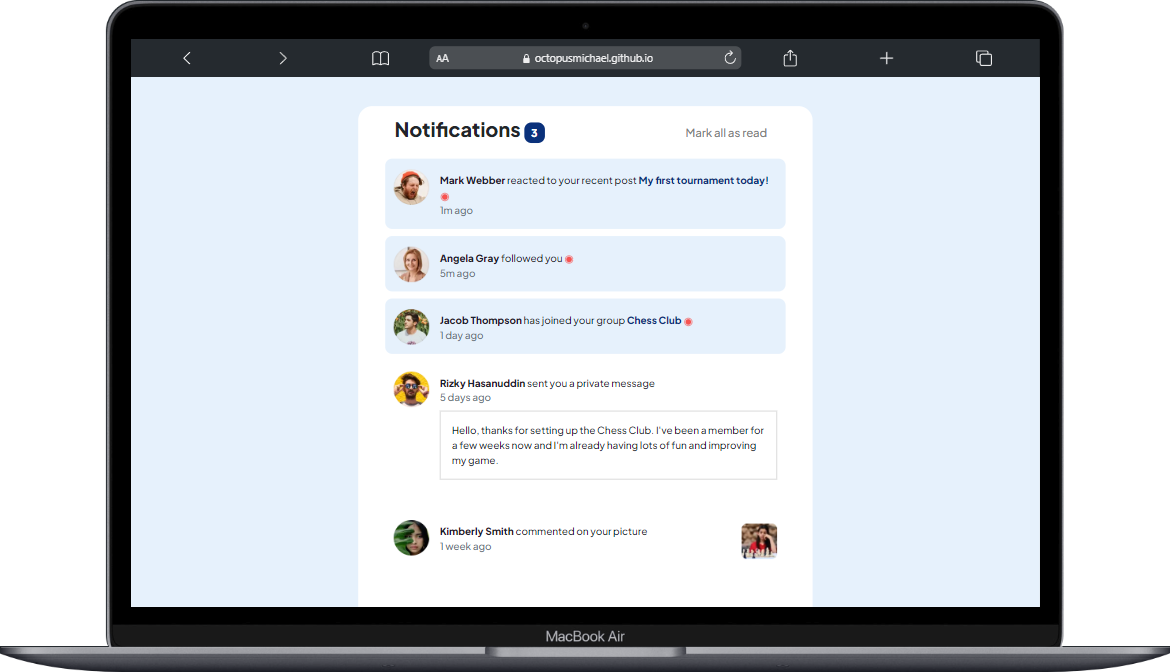 AA octopusmichael.github.io
Notifications 3
Mark all as read
Mark Webber reacted to your recent post My first tournament today!
1m ago
Angela Gray followed you
5m ago
Jacob Thompson has joined your group Chess Club
1 day ago
Rizky Hasanuddin sent you a private message
5 days ago
Hello, thanks for setting up the Chess Club. I've been a member for
a few weeks now and I'm already having lots of fun and improving
my game.
Kimberly Smith commented on your picture
1 week ago
MacBook Air